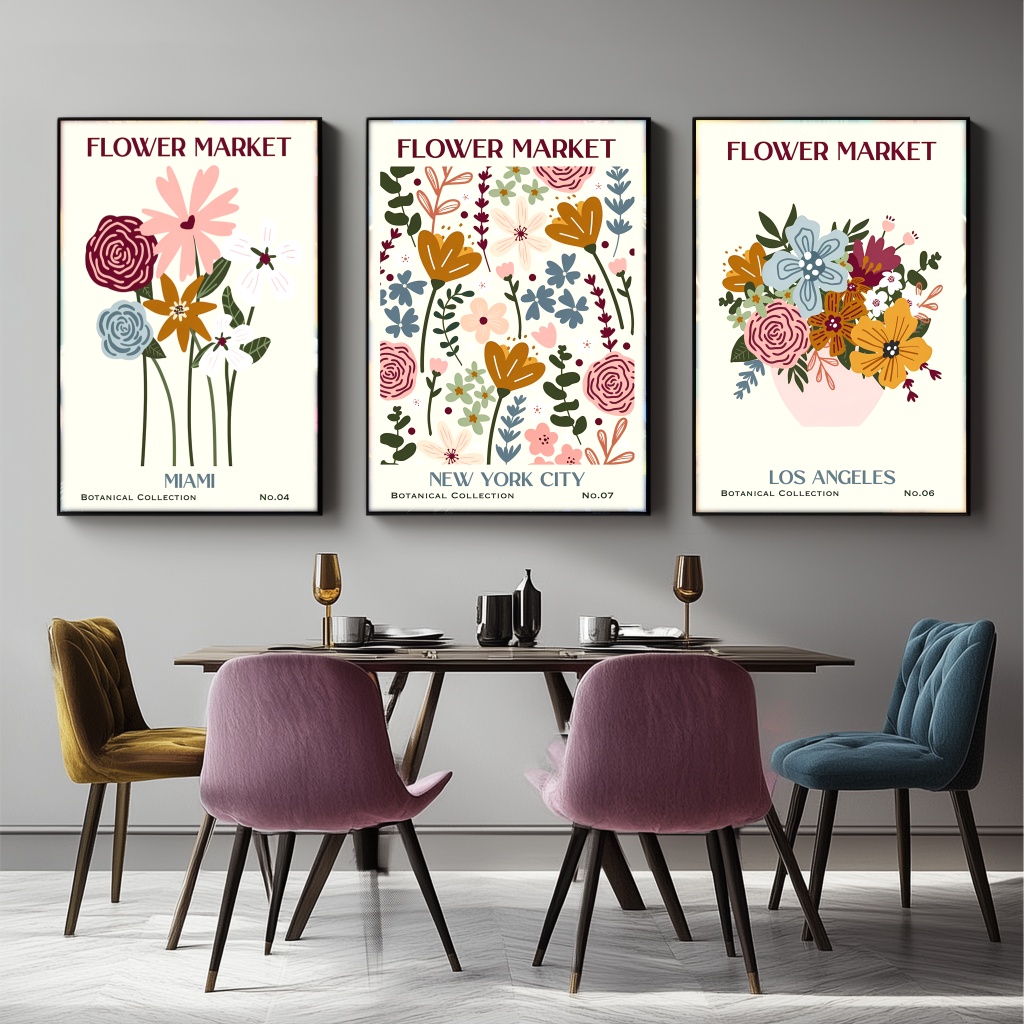 FLOWER MARKET
MIAMI
BOTANICAL COLLECTION No.04
FLOWER MARKET
NEW YORK CITY
BOTANICAL COLLECTION No.07
FLOWER MARKET
LOS ANGELES
BOTANICAL COLLECTION No.06